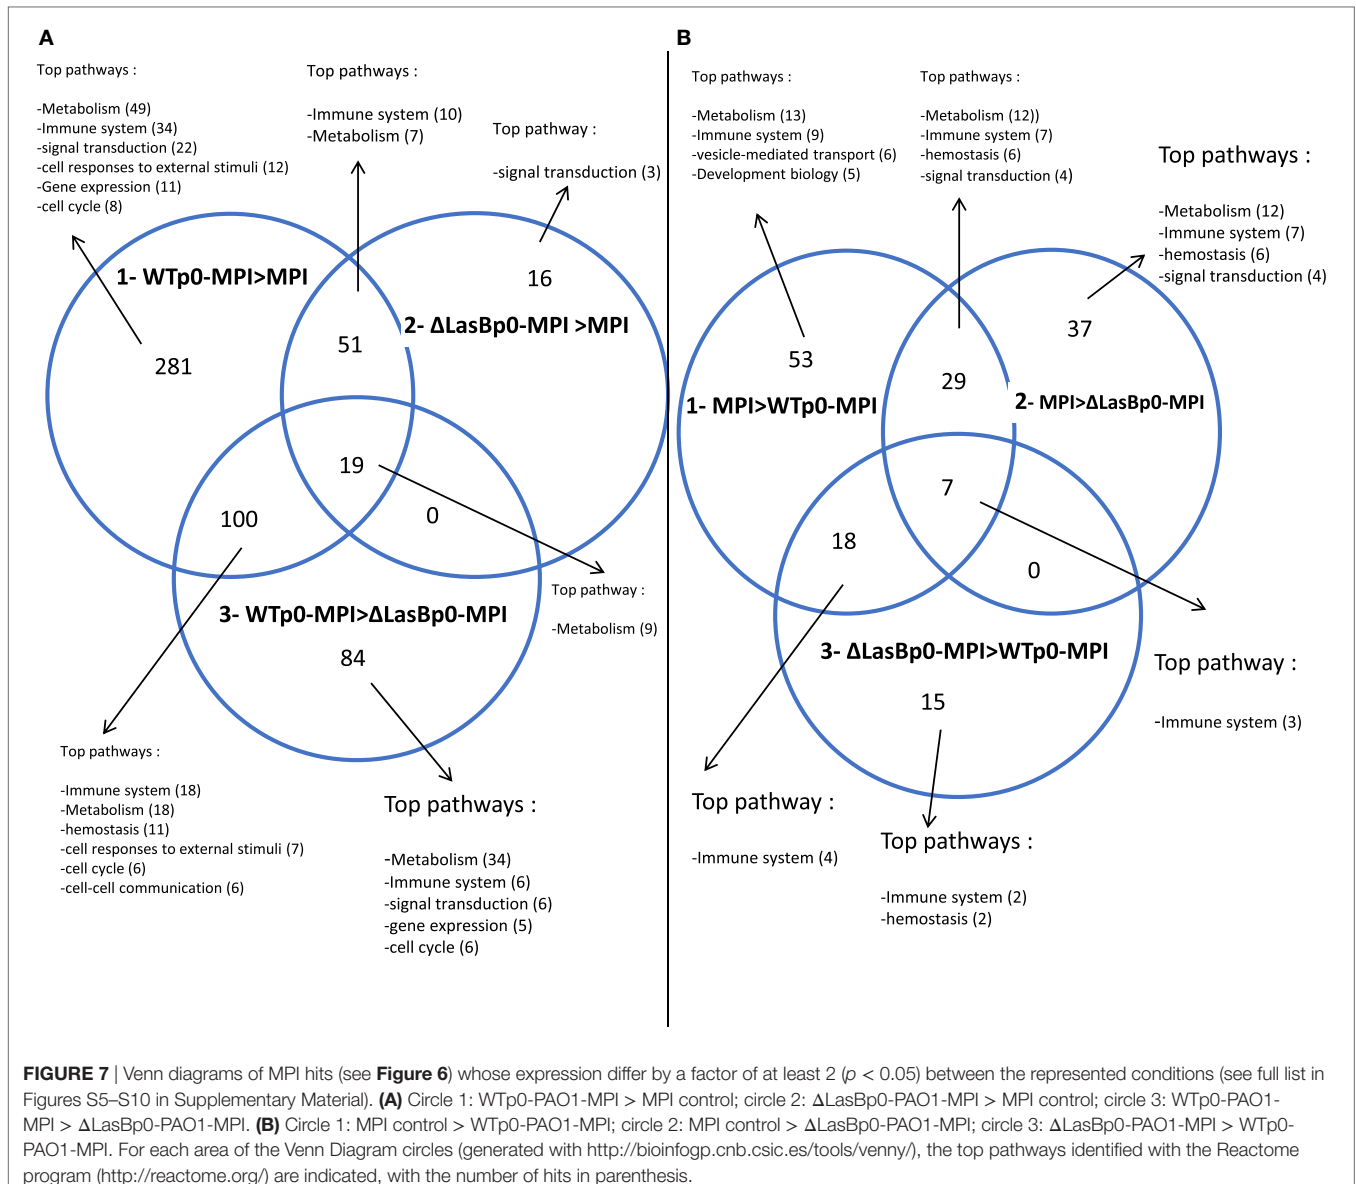 A
Top pathways :
-Metabolism (49)
-Immune system (34)
-signal transduction (22)
-cell responses to external stimuli (12)
-Gene expression (11)
-cell cycle (8)
Top pathways :
-Immune system (10)
-Metabolism (7)
Top pathway :
-signal transduction (3)
1- WTp0-MPI>MPI
16
2- ΔLasBp0-MPI >MPI
51
281
19
100
0
Top pathway :
-Metabolism (9)
3- WTp0-MPI>ΔLasBp0-MPI
84
Top pathways :
-Immune system (18)
-Metabolism (18)
-hemostasis (11)
-cell responses to external stimuli (7)
-cell cycle (6)
-cell-cell communication (6)
Top pathways :
-Metabolism (34)
-Immune system (6)
-signal transduction (6)
-gene expression (5)
-cell cycle (6)
B
Top pathways :
-Metabolism (13)
-Immune system (9)
-vesicle-mediated transport (6)
-Development biology (5)
Top pathways :
-Metabolism (12))
-Immune system (7)
-hemostasis (6)
-signal transduction (4)
Top pathways :
-Metabolism (12)
-Immune system (7)
-hemostasis (6)
-signal transduction (4)
37
53
29
1- MPI>WTp0-MPI
2- MPI>ΔLasBp0-MPI
7
18
0
3- ΔLasBp0-MPI>WTp0-MPI
15
Top pathway :
-Immune system (3)
Top pathway :
-Immune system (4)
Top pathways :
-Immune system (2)
-hemostasis (2)
FIGURE 7 | Venn diagrams of MPI hits (see Figure 6) whose expression differ by a factor of at least 2 (p < 0.05) between the represented conditions (see full list in
Figures S5–S10 in Supplementary Material). (A) Circle 1: WTp0-PAO1-MPI > MPI control; circle 2: ΔLasBp0-PAO1-MPI > MPI control; circle 3: WTp0-PAO1-
MPI > ΔLasBp0-PAO1-MPI. (B) Circle 1: MPI control > WTp0-PAO1-MPI; circle 2: MPI control > ΔLasBp0-PAO1-MPI; circle 3: ΔLasBp0-PAO1-MPI > WTp0-
PAO1-MPI. For each area of the Venn Diagram circles (generated with http://bioinfogp.cnb.csic.es/tools/venny/), the top pathways identified with the Reactome
program (http://reactome.org/) are indicated, with the number of hits in parenthesis.